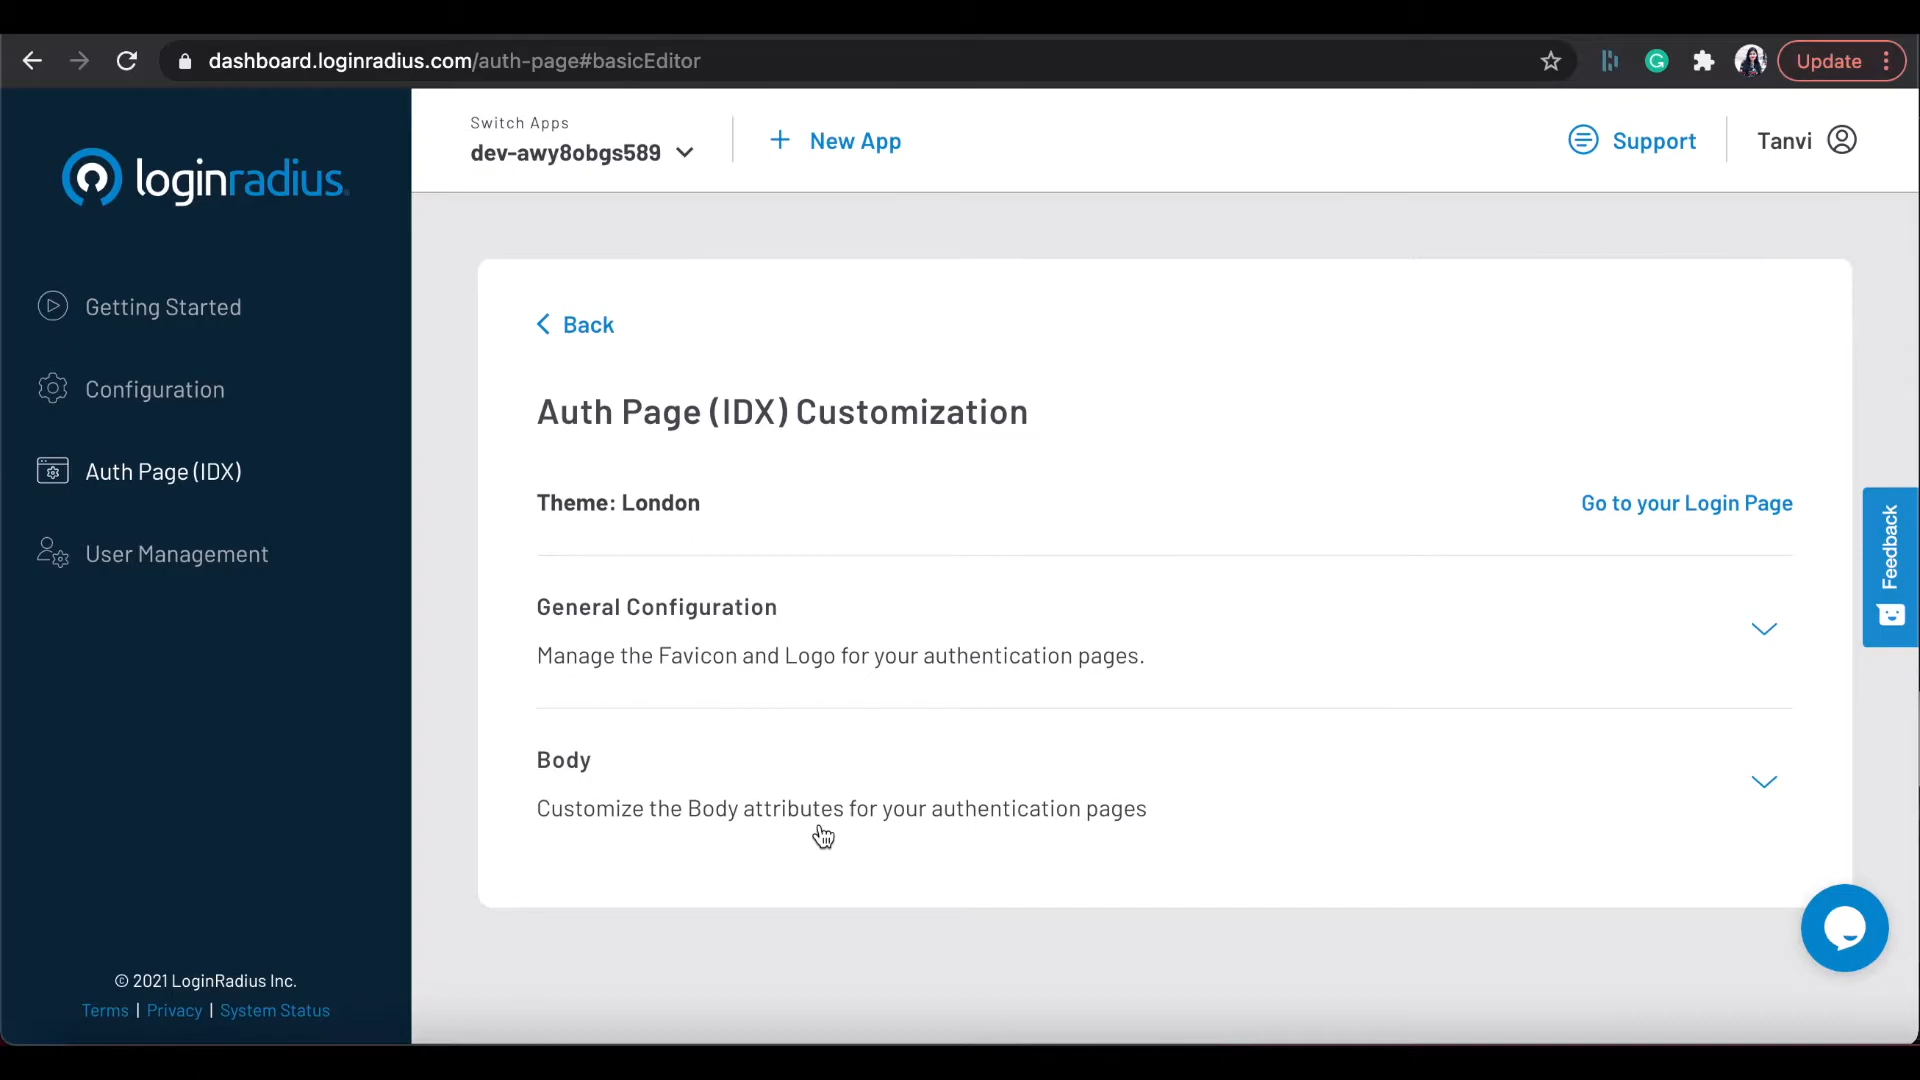 dashboard.loginradius.com/auth-page#basicEditor
Update
loginradius
Switch Apps
dev-awy8obgs589
New App
Support
Tanvi
Getting Started
Configuration
Auth Page (IDX)
User Management
Back
Auth Page (IDX) Customization
Theme: London
Go to your Login Page
General Configuration
Manage the Favicon and Logo for your authentication pages.
Body
Customize the Body attributes for your authentication pages
Feedback
© 2021 LoginRadius Inc.
Terms | Privacy | System Status